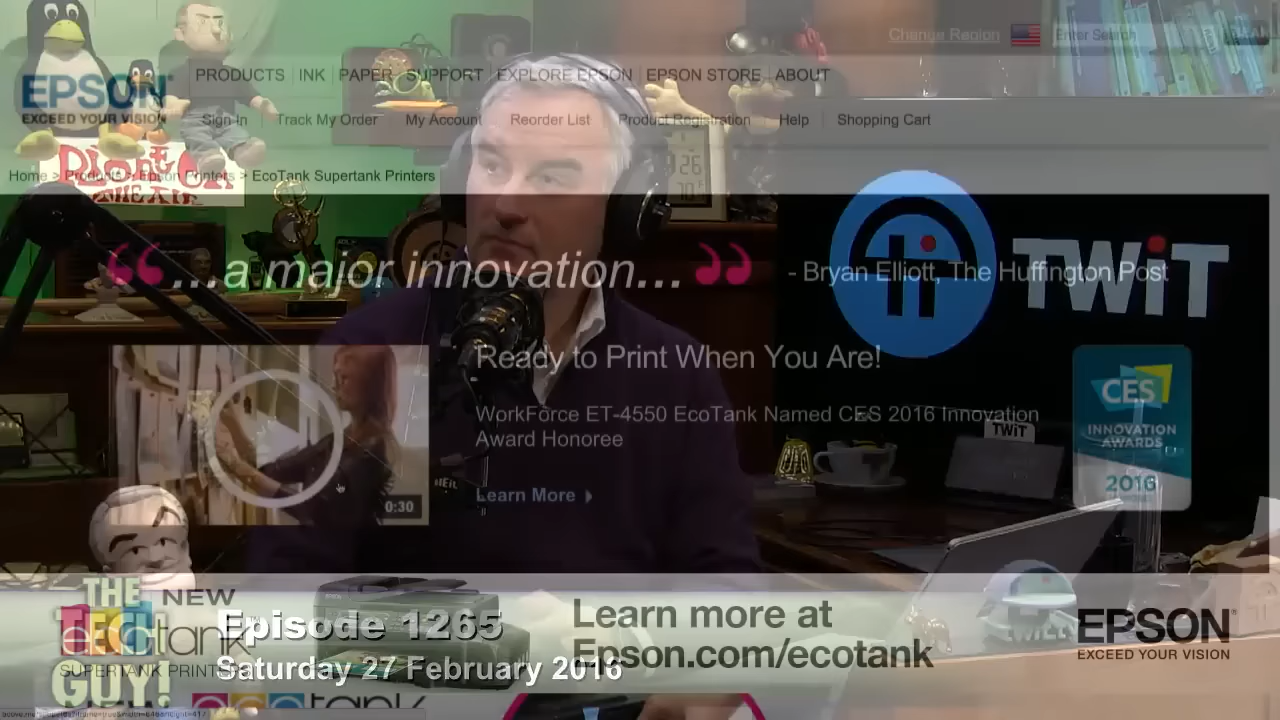 Change Region
Enter Search
EPSON
EXCEED YOUR VISION
PRODUCTS INK PAPER SUPPORT EXPLORE EPSON EPSON STORE ABOUT
Sign In Track My Order My Account Reorder List Product Registration Help Shopping Cart
Home > Products > Epson Printers > EcoTank Supertank Printers
THE AIR
“...a major innovation...” - Bryan Elliott, The Huffington Post
TWiT
Ready to Print When You Are!
WorkForce ET-4550 EcoTank Named CES 2016 Innovation
Award Honoree
Learn More
0:30
CES
INNOVATION
AWARDS
2016
TWiT
THE
TECH
GUY!
NEW
ecotank
SUPERTANK PRINTERS
Episode 1265
Saturday 27 February 2016
Learn more at
Epson.com/ecotank
EPSON
EXCEED YOUR VISION
ecotank